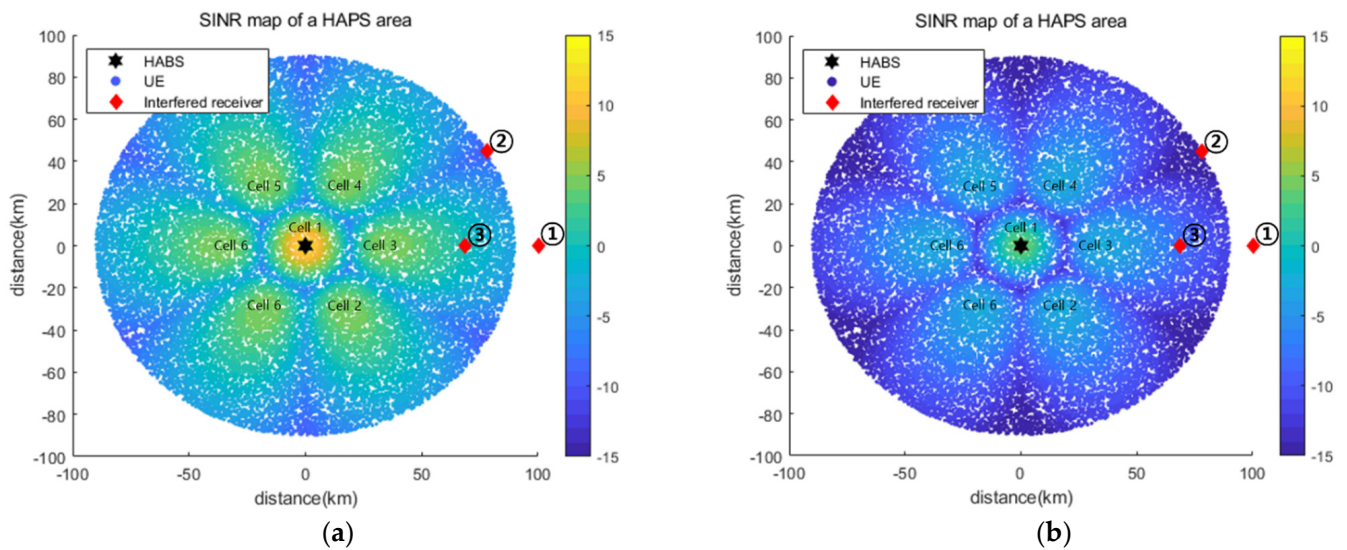 SINR map of a HAPS area
HABS
UE
Interfered receiver
100
80
60
40
20
0
-20
-40
-60
-80
-100
distance(km)
-100
-50
0
50
100
distance(km)
15
10
5
0
-5
-10
-15
②
①
③
Cell 5
Cell 4
Cell 1
Cell 6
Cell 3
Cell 6
Cell 2
(a)
SINR map of a HAPS area
HABS
UE
Interfered receiver
100
80
60
40
20
0
-20
-40
-60
-80
-100
distance(km)
-100
-50
0
50
100
distance(km)
15
10
5
0
-5
-10
-15
②
①
③
Cell 5
Cell 4
Cell 1
Cell 6
Cell 3
Cell 6
Cell 2
(b)